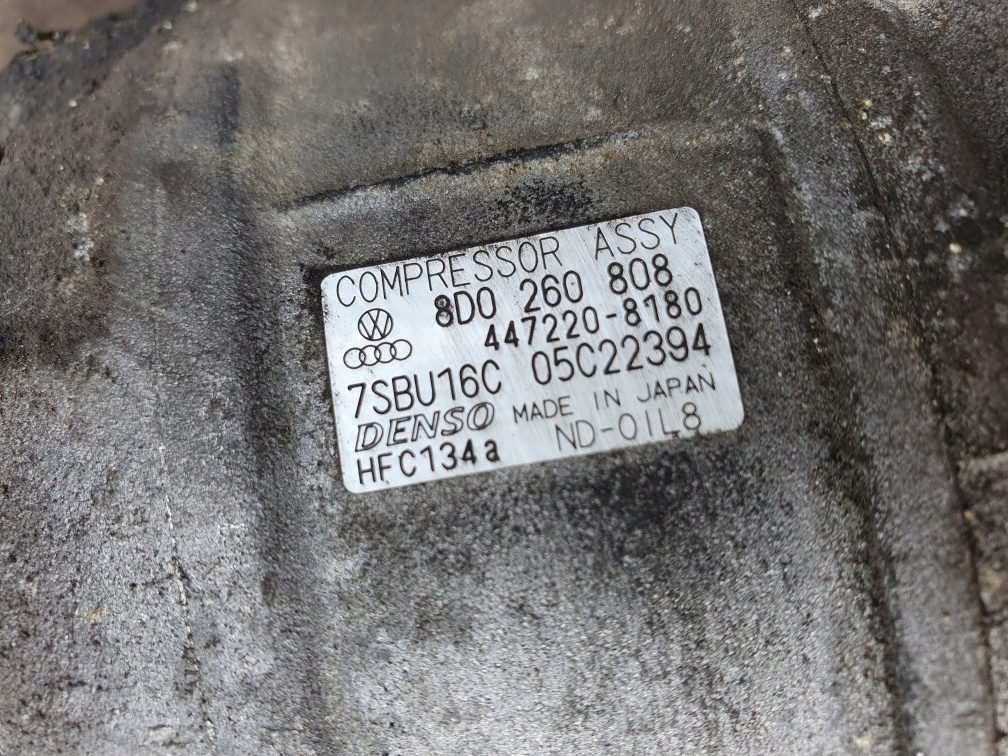 COMPRESSOR ASSY
8D0 260 808
447220-8180
7SBU16C 05C22394
DENSO MADE IN JAPAN
HFC134a ND-OIL8